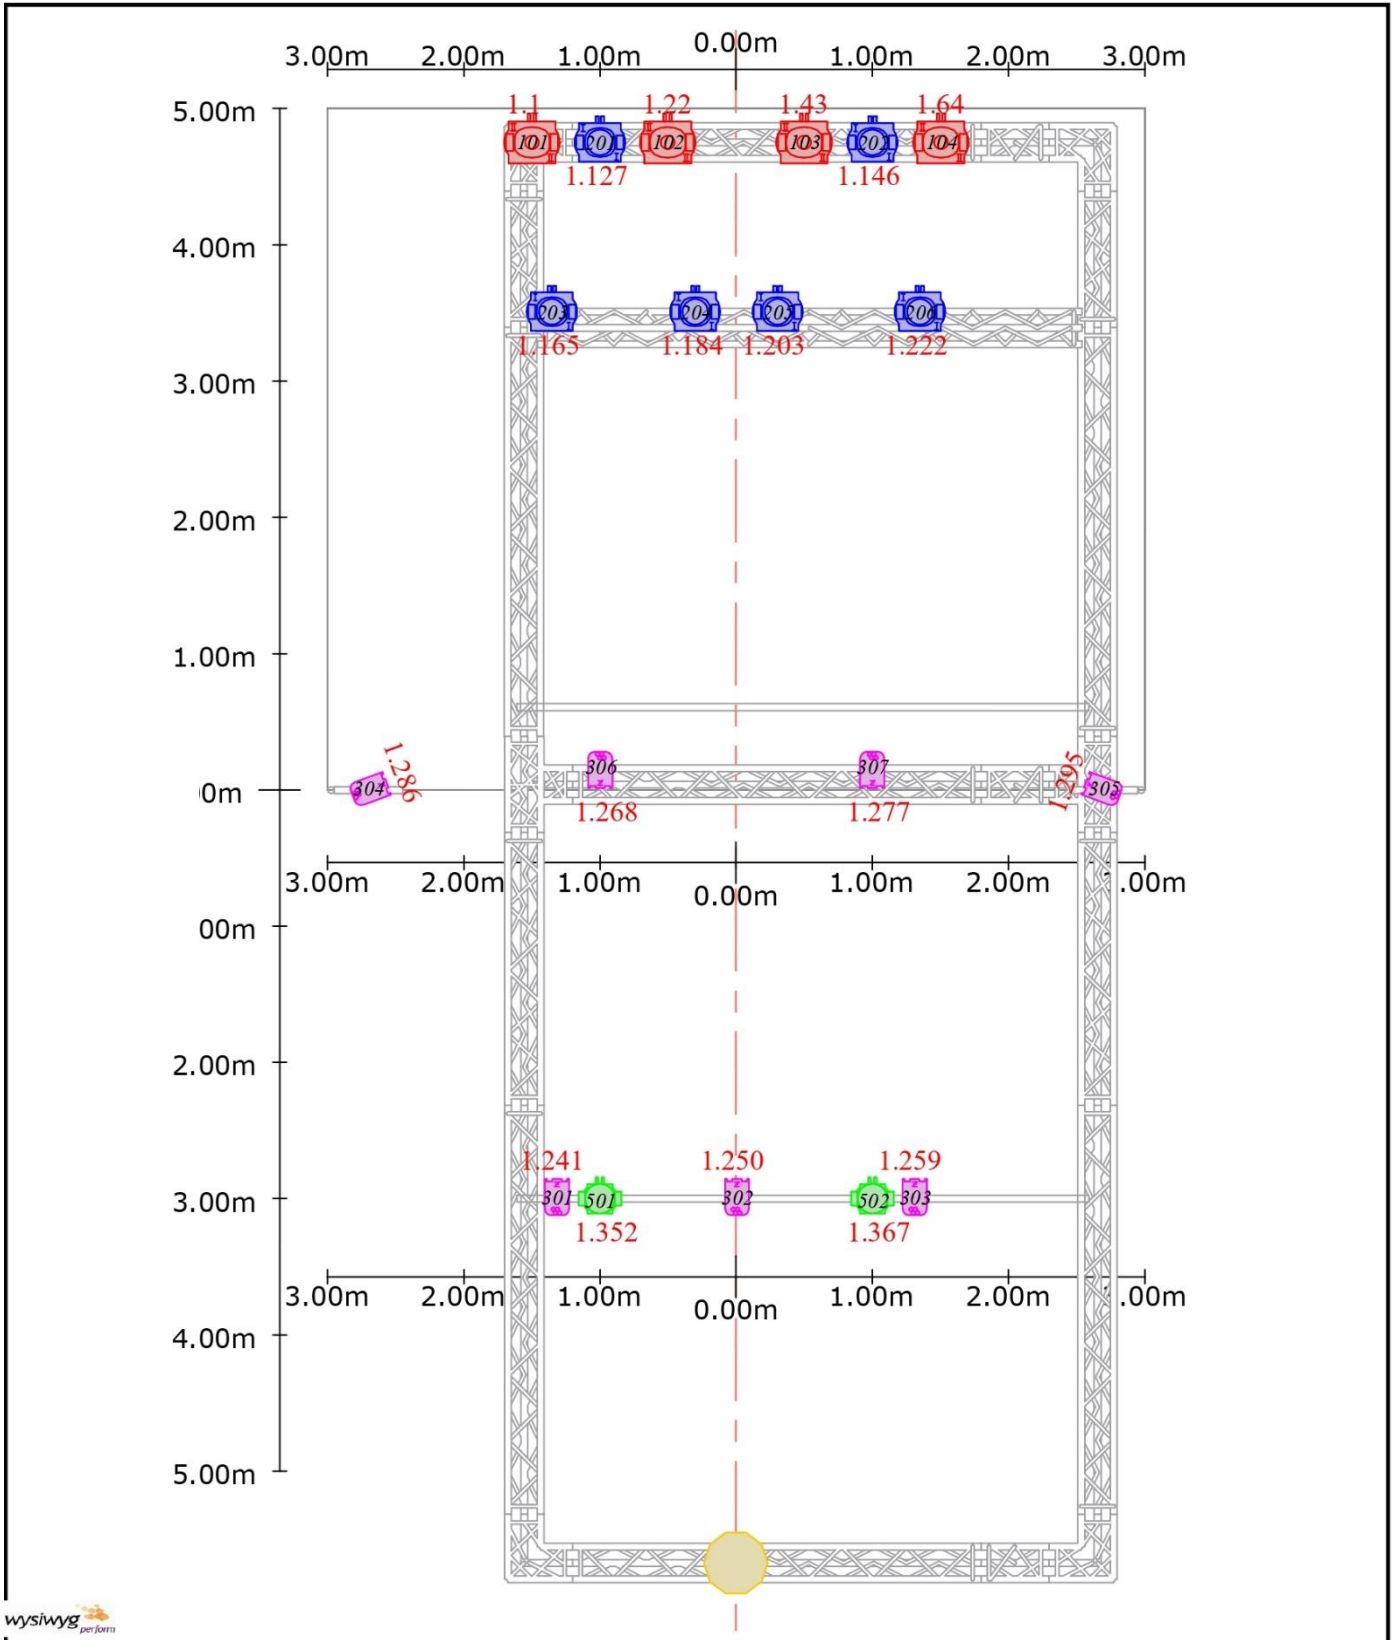 0.00m
3.00m 2.00m 1.00m 1.00m 2.00m 3.00m
5.00m
1.1 1.22 1.43 1.64
101 201 102 103 202 104
1.127 1.146
4.00m
203 204 205 206
1.165 1.184 1.203 1.222
3.00m
2.00m
1.00m
1.286 306 307 1.295
0m 304 305
1.268 1.277
3.00m 2.00m 1.00m 0.00m 1.00m 2.00m .00m
00m
2.00m
1.241 1.250 1.259
3.00m 301 501 302 502 303
1.352 1.367
3.00m 2.00m 1.00m 0.00m 1.00m 2.00m .00m
4.00m
5.00m
wysiwyg
perform